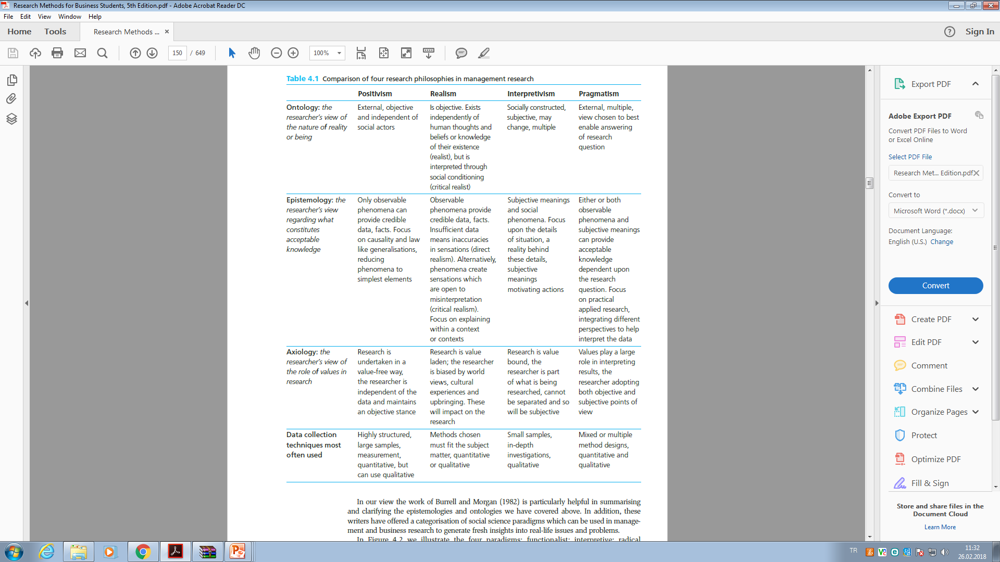 Research Methods for Business Students, 5th Edition.pdf - Adobe Acrobat Reader DC
File Edit View Window Help
Home Tools Research Methods ... × Sign In
150 / 649 100%
Table 4.1 Comparison of four research philosophies in management research
Positivism Realism Interpretivism Pragmatism
Ontology: the External, objective Is objective. Exists Socially constructed, External, multiple,
researcher's view of and independent of independently of subjective, may view chosen to best
the nature of reality social actors human thoughts and change, multiple enable answering
or being beliefs or knowledge of research
of their existence question
(realist), but is
interpreted through
social conditioning
(critical realist)
Epistemology: the Only observable Observable Subjective meanings Either or both
researcher's view phenomena can phenomena provide and social observable
regarding what provide credible credible data, facts. phenomena. Focus phenomena and
constitutes data, facts. Focus Insufficient data upon the details subjective meanings
acceptable on causality and law means inaccuracies of situation, a can provide
knowledge like generalisations, in sensations (direct reality behind acceptable
reducing realism). Alternatively, these details, knowledge
phenomena to phenomena create subjective dependent upon
simplest elements sensations which meanings the research
are open to motivating actions question. Focus
misinterpretation on practical
(critical realism). applied research,
Focus on explaining integrating different
within a context perspectives to help
or contexts interpret the data
Axiology: the Research is Research is value Research is value Values play a large
researcher's view of undertaken in a laden; the researcher bound, the role in interpreting
the role of values in value-free way, is biased by world researcher is part results, the
research the researcher is views, cultural of what is being researcher adopting
independent of the experiences and researched, cannot both objective and
data and maintains upbringing. These be separated and so subjective points of
an objective stance will impact on the will be subjective view
research
Data collection Highly structured, Methods chosen Small samples, Mixed or multiple
techniques most large samples, must fit the subject in-depth method designs,
often used measurement, matter, quantitative investigations, quantitative and
quantitative, but or qualitative qualitative qualitative
can use qualitative
In our view the work of Burrell and Morgan (1982) is particularly helpful in summarising
and clarifying the epistemologies and ontologies we have covered above. In addition, these
writers have offered a categorisation of social science paradigms which can be used in manage-
ment and business research to generate fresh insights into real-life issues and problems.
In Figure 4.2 we illustrate the four paradigms: functionalist; interpretive; radical
Export PDF
Adobe Export PDF
Convert PDF Files to Word
or Excel Online
Select PDF File
Research Met... Edition.pdf
Convert to
Microsoft Word (*.docx)
Document Language:
English (U.S.) Change
Convert
Create PDF
Edit PDF
Comment
Combine Files
Organize Pages
Protect
Optimize PDF
Fill & Sign
Store and share files in the
Document Cloud
Learn More
TR
11:32
26.02.2018